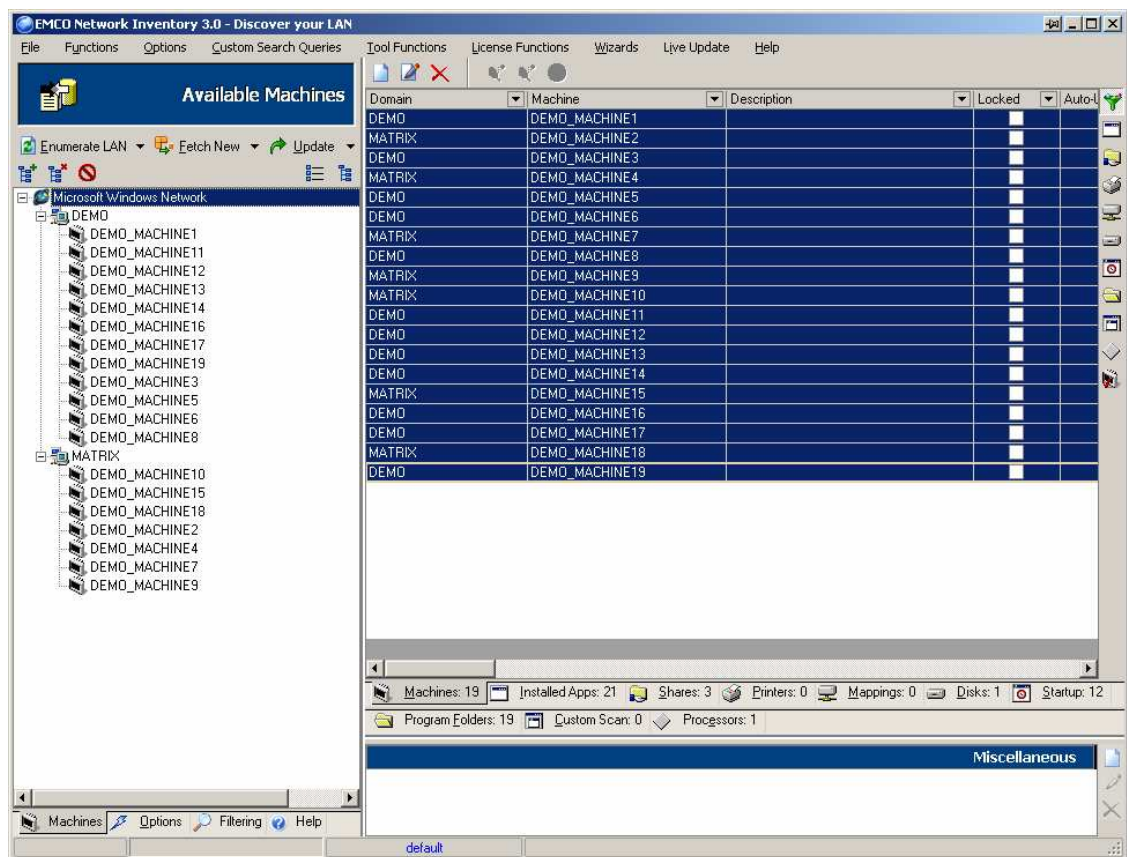 EMCO Network Inventory 3.0 - Discover your LAN
File Functions Options Custom Search Queries Tool Functions License Functions Wizards Live Update Help
Available Machines
Enumerate LAN Fetch New Update
Microsoft Windows Network
DEMO
DEMO_MACHINE1
DEMO_MACHINE11
DEMO_MACHINE12
DEMO_MACHINE13
DEMO_MACHINE14
DEMO_MACHINE16
DEMO_MACHINE17
DEMO_MACHINE19
DEMO_MACHINE3
DEMO_MACHINE5
DEMO_MACHINE6
DEMO_MACHINE8
MATRIX
DEMO_MACHINE10
DEMO_MACHINE15
DEMO_MACHINE18
DEMO_MACHINE2
DEMO_MACHINE4
DEMO_MACHINE7
DEMO_MACHINE9
Machines Options Filtering Help
Domain Machine Description Locked Auto-U
DEMO DEMO_MACHINE1
MATRIX DEMO_MACHINE2
DEMO DEMO_MACHINE3
MATRIX DEMO_MACHINE4
DEMO DEMO_MACHINE5
DEMO DEMO_MACHINE6
MATRIX DEMO_MACHINE7
DEMO DEMO_MACHINE8
MATRIX DEMO_MACHINE9
MATRIX DEMO_MACHINE10
DEMO DEMO_MACHINE11
DEMO DEMO_MACHINE12
DEMO DEMO_MACHINE13
DEMO DEMO_MACHINE14
MATRIX DEMO_MACHINE15
DEMO DEMO_MACHINE16
DEMO DEMO_MACHINE17
MATRIX DEMO_MACHINE18
DEMO DEMO_MACHINE19
Machines: 19 Installed Apps: 21 Shares: 3 Printers: 0 Mappings: 0 Disks: 1 Startup: 12
Program Folders: 19 Custom Scan: 0 Processors: 1
Miscellaneous
default